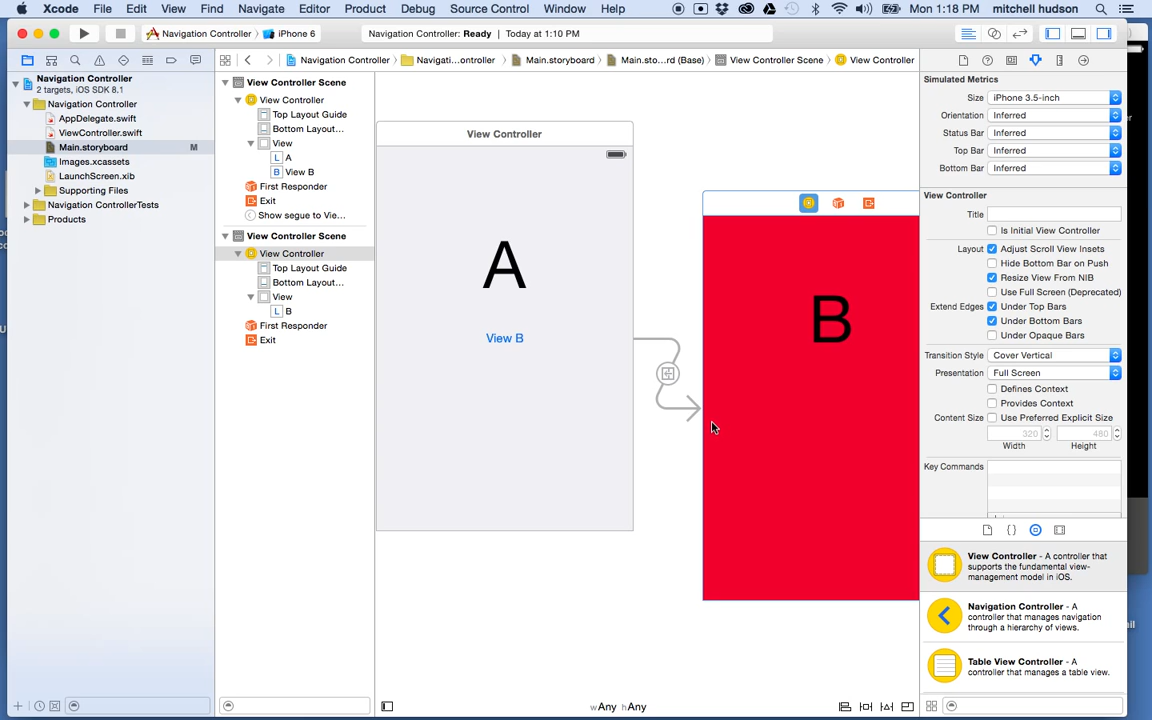 Xcode File Edit View Find Navigate Editor Product Debug Source Control Window Help Mon 1:18 PM mitchell hudson
Navigation Controller iPhone 6 Navigation Controller: Ready | Today at 1:10 PM
Navigation Controller Navigati...ontroller Main.storyboard Main.sto...rd (Base) View Controller Scene View Controller
Navigation Controller
2 targets, iOS SDK 8.1
Navigation Controller
AppDelegate.swift
ViewController.swift
Main.storyboard M
Images.xcassets
LaunchScreen.xib
Supporting Files
Navigation ControllerTests
Products
View Controller Scene
View Controller
Top Layout Guide
Bottom Layout...
View
L A
B View B
First Responder
Exit
Show segue to Vie...
View Controller Scene
View Controller
Top Layout Guide
Bottom Layout...
View
L B
First Responder
Exit
View Controller
A
View B
B
wAny hAny
Simulated Metrics
Size iPhone 3.5-inch
Orientation Inferred
Status Bar Inferred
Top Bar Inferred
Bottom Bar Inferred
View Controller
Title
Is Initial View Controller
Layout Adjust Scroll View Insets
Hide Bottom Bar on Push
Resize View From NIB
Use Full Screen (Deprecated)
Extend Edges Under Top Bars
Under Bottom Bars
Under Opaque Bars
Transition Style Cover Vertical
Presentation Full Screen
Defines Context
Provides Context
Content Size Use Preferred Explicit Size
320 480
Width Height
Key Commands
View Controller - A controller that
supports the fundamental view-
management model in iOS.
Navigation Controller - A
controller that manages navigation
through a hierarchy of views.
Table View Controller - A
controller that manages a table view.